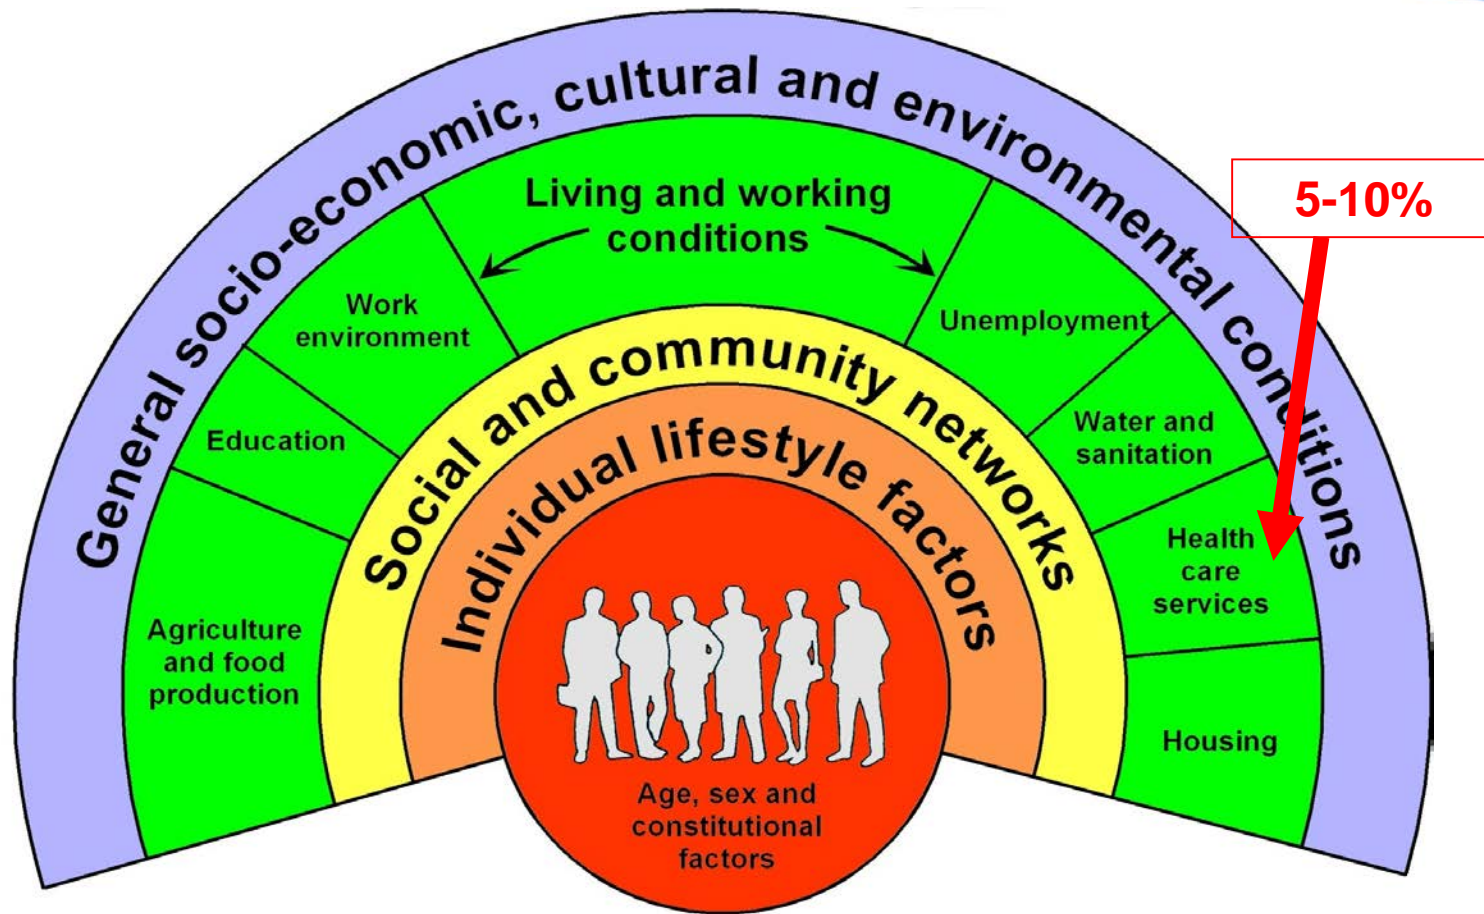 General socio-economic, cultural and environmental conditions
5-10%
Living and working
conditions
Work
environment
Unemployment
Education
Water and
sanitation
Social and community networks
Individual lifestyle factors
Health
care
services
Agriculture
and food
production
Housing
Age, sex and
constitutional
factors